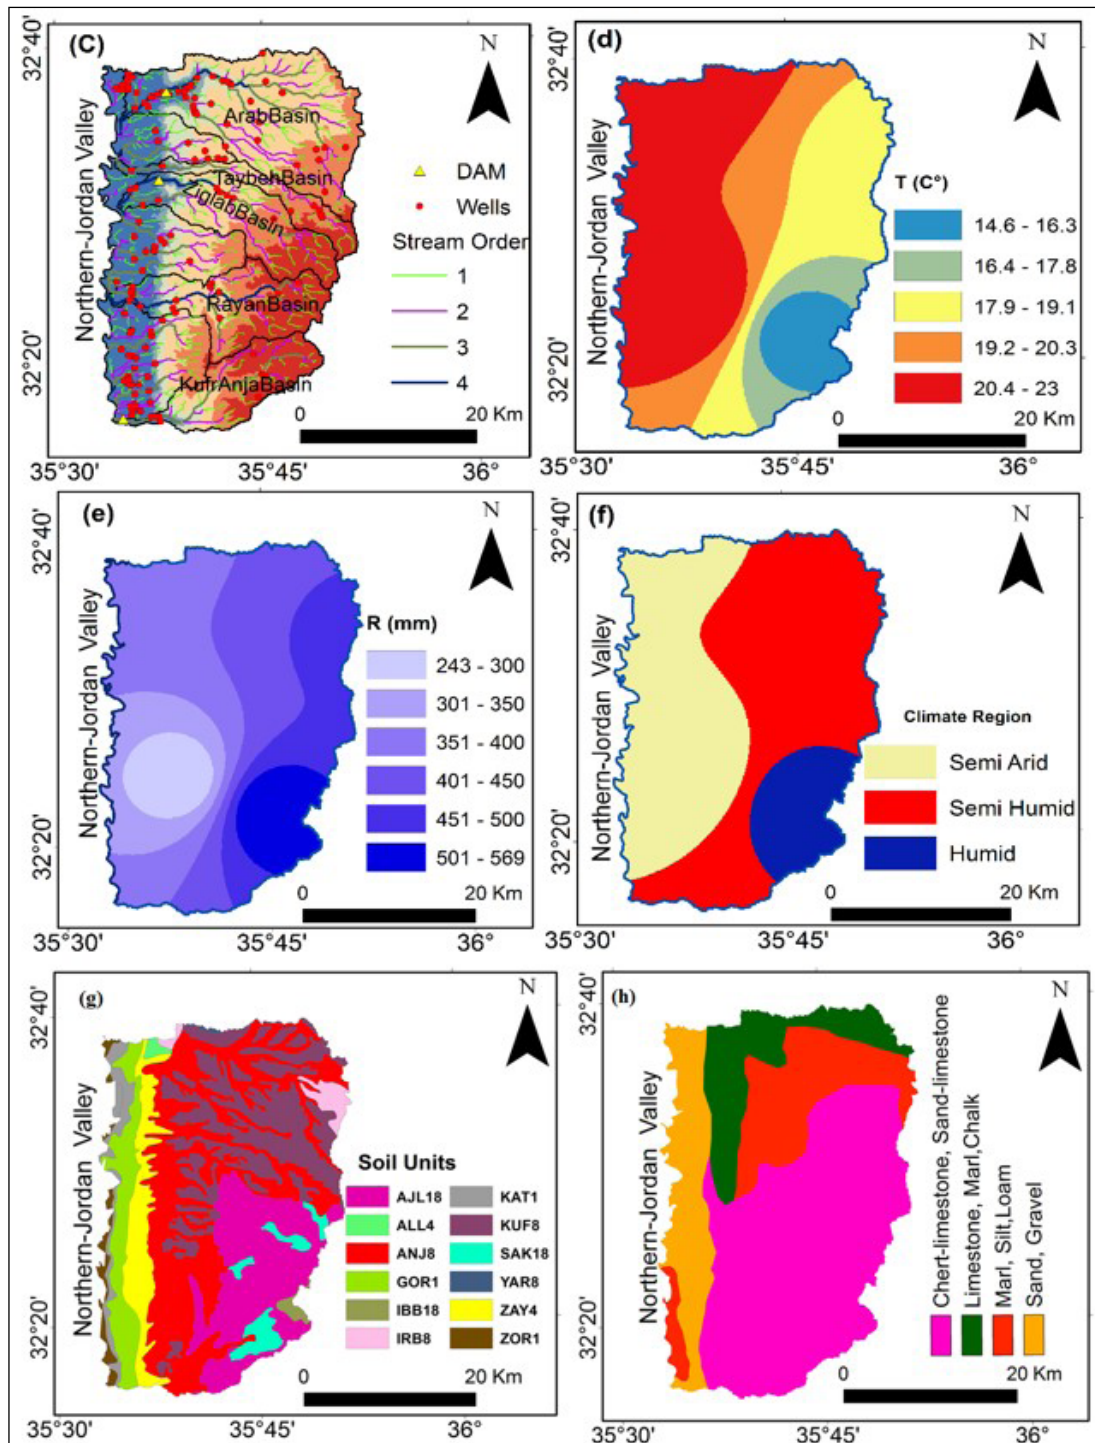 (C)
N
32°40'
Northern-Jordan Valley
ArabBasin
TaybehBasin
iglabBasin
RayanBasin
KufrAnjaBasin
DAM
Wells
Stream Order
1
2
3
4
32°20'
0 20 Km
35°30' 35°45' 36°
(d)
N
32°40'
Northern-Jordan Valley
T (C°)
14.6 - 16.3
16.4 - 17.8
17.9 - 19.1
19.2 - 20.3
20.4 - 23
32°20'
0 20 Km
35°30' 35°45' 36°
(e)
N
32°40'
Northern-Jordan Valley
R (mm)
243 - 300
301 - 350
351 - 400
401 - 450
451 - 500
501 - 569
32°20'
0 20 Km
35°30' 35°45' 36°
(f)
N
32°40'
Northern-Jordan Valley
Climate Region
Semi Arid
Semi Humid
Humid
32°20'
0 20 Km
35°30' 35°45' 36°
(g)
N
32°40'
Northern-Jordan Valley
Soil Units
AJL18 KAT1
ALL4 KUF8
ANJ8 SAK18
GOR1 YAR8
IBB18 ZAY4
IRB8 ZOR1
32°20'
0 20 Km
35°30' 35°45' 36°
(h)
N
32°40'
Northern-Jordan Valley
Chert-limestone, Sand-limestone
Limestone, Marl,Chalk
Marl, Silt,Loam
Sand, Gravel
32°20'
0 20 Km
35°30' 35°45' 36°